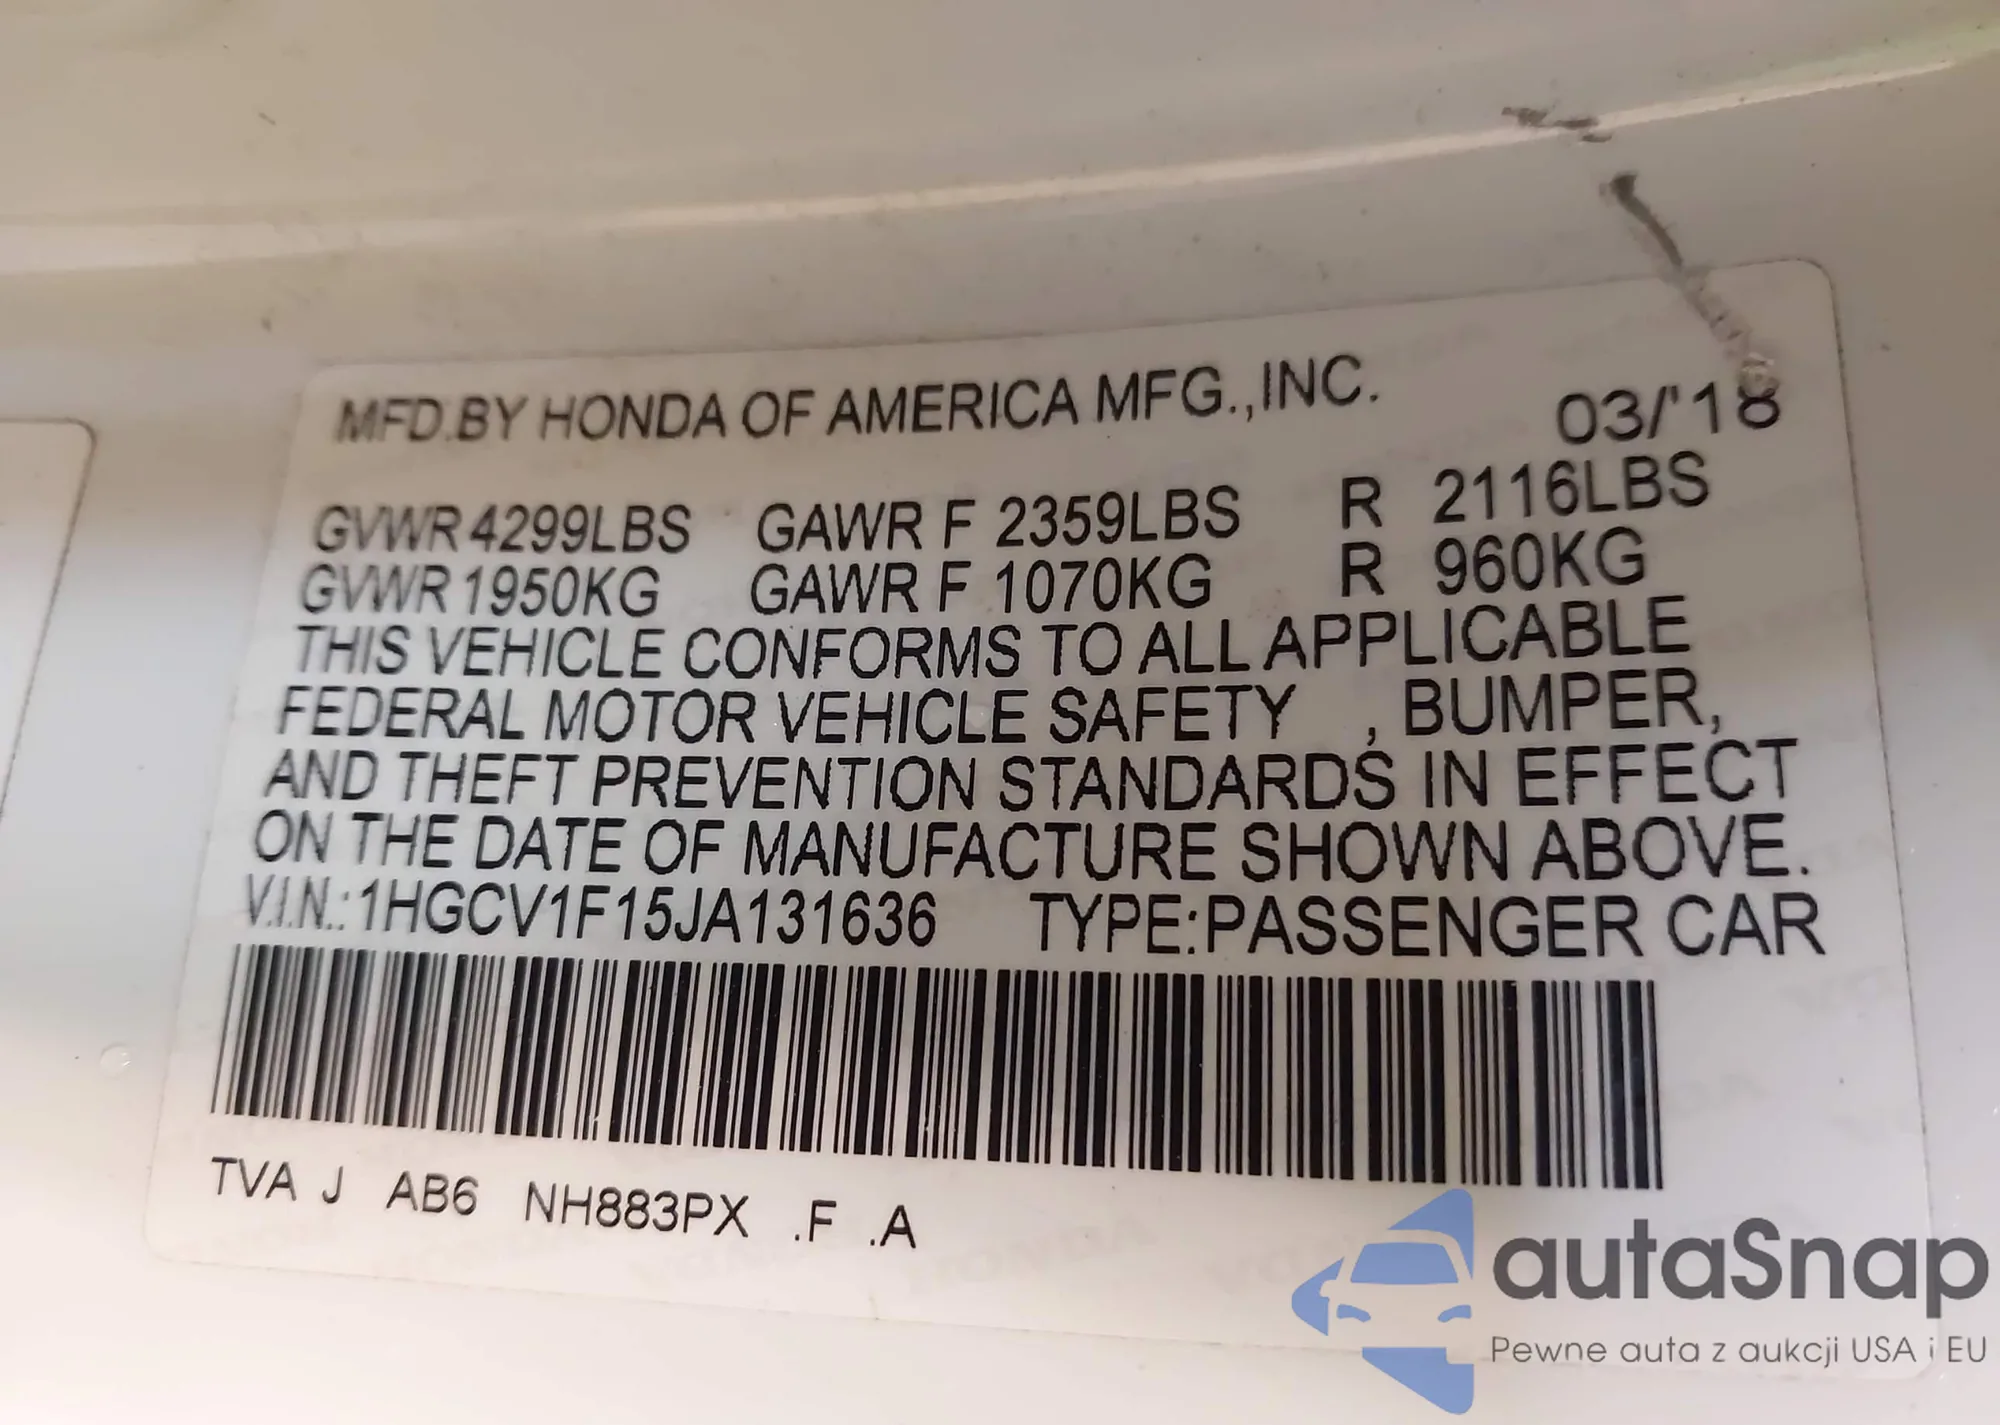 MFD.BY HONDA OF AMERICA MFG.,INC. 03/'18
GVWR 4299LBS GAWR F 2359LBS R 2116LBS
GVWR 1950KG GAWR F 1070KG R 960KG
THIS VEHICLE CONFORMS TO ALL APPLICABLE
FEDERAL MOTOR VEHICLE SAFETY , BUMPER,
AND THEFT PREVENTION STANDARDS IN EFFECT
ON THE DATE OF MANUFACTURE SHOWN ABOVE.
V.I.N.:1HGCV1F15JA131636 TYPE:PASSENGER CAR
TVA J AB6 NH883PX .F .A
autaSnap
Pewne auta z aukcji USA i EU